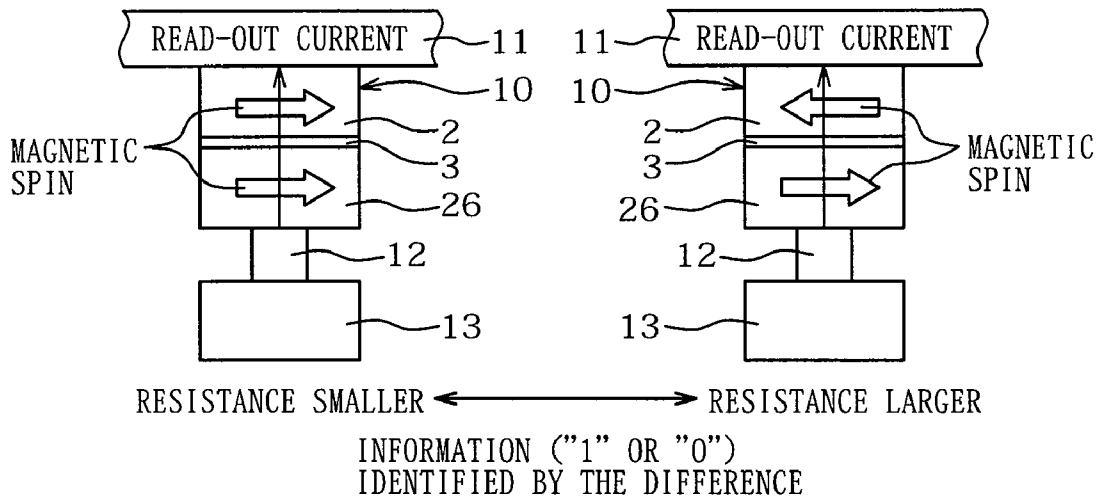 READ-OUT CURRENT
11
10
2
3
26
12
13
MAGNETIC
SPIN
READ-OUT CURRENT
11
10
2
3
26
12
13
MAGNETIC
SPIN
RESISTANCE SMALLER
RESISTANCE LARGER
INFORMATION ("1" OR "0")
IDENTIFIED BY THE DIFFERENCE